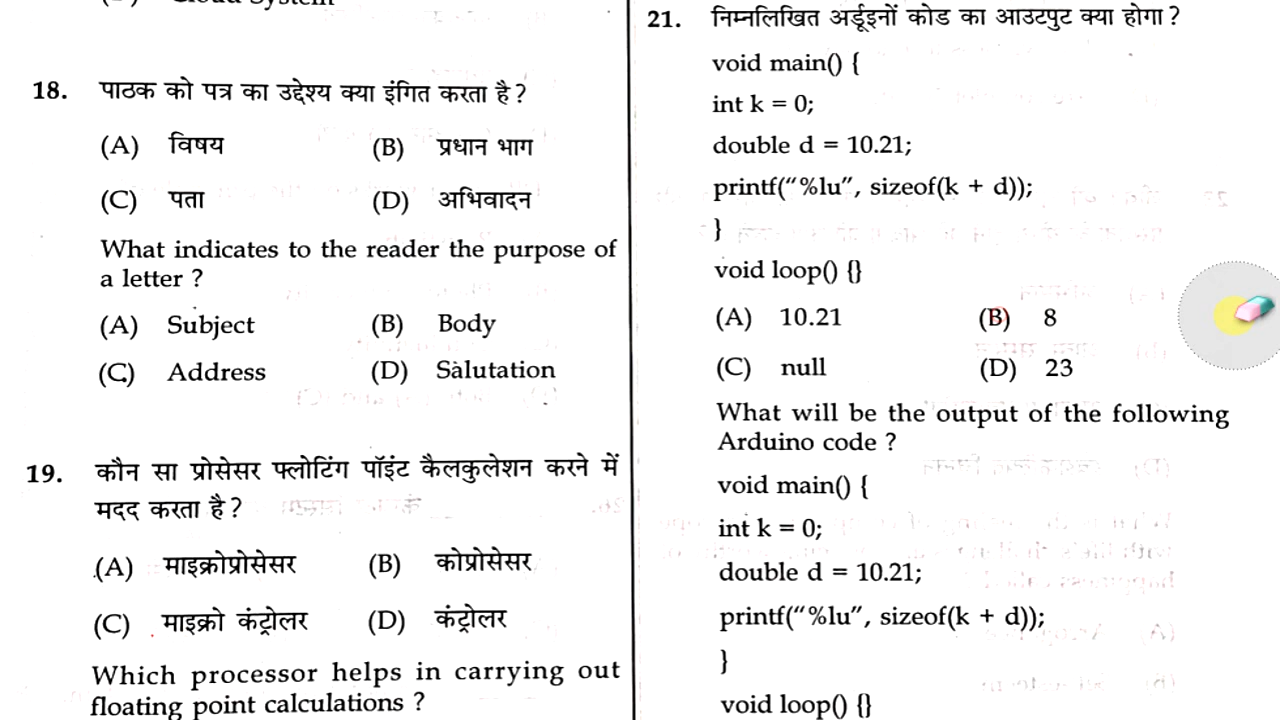 Cloud System
18. पाठक को पत्र का उद्देश्य क्या इंगित करता है?
(A) विषय (B) प्रधान भाग
(C) पता (D) अभिवादन
What indicates to the reader the purpose of
a letter ?
(A) Subject (B) Body
(C) Address (D) Salutation
19. कौन सा प्रोसेसर फ्लोटिंग पॉइंट कैलकुलेशन करने में
मदद करता है?
(A) माइक्रोप्रोसेसर (B) कोप्रोसेसर
(C) माइक्रो कंट्रोलर (D) कंट्रोलर
Which processor helps in carrying out
floating point calculations ?
21. निम्नलिखित अर्डूइनों कोड का आउटपुट क्या होगा?
void main() {
int k = 0;
double d = 10.21;
printf(“%lu”, sizeof(k + d));
}
void loop() {}
(A) 10.21 (B) 8
(C) null (D) 23
What will be the output of the following
Arduino code ?
void main() {
int k = 0;
double d = 10.21;
printf(“%lu”, sizeof(k + d));
}
void loop() {}